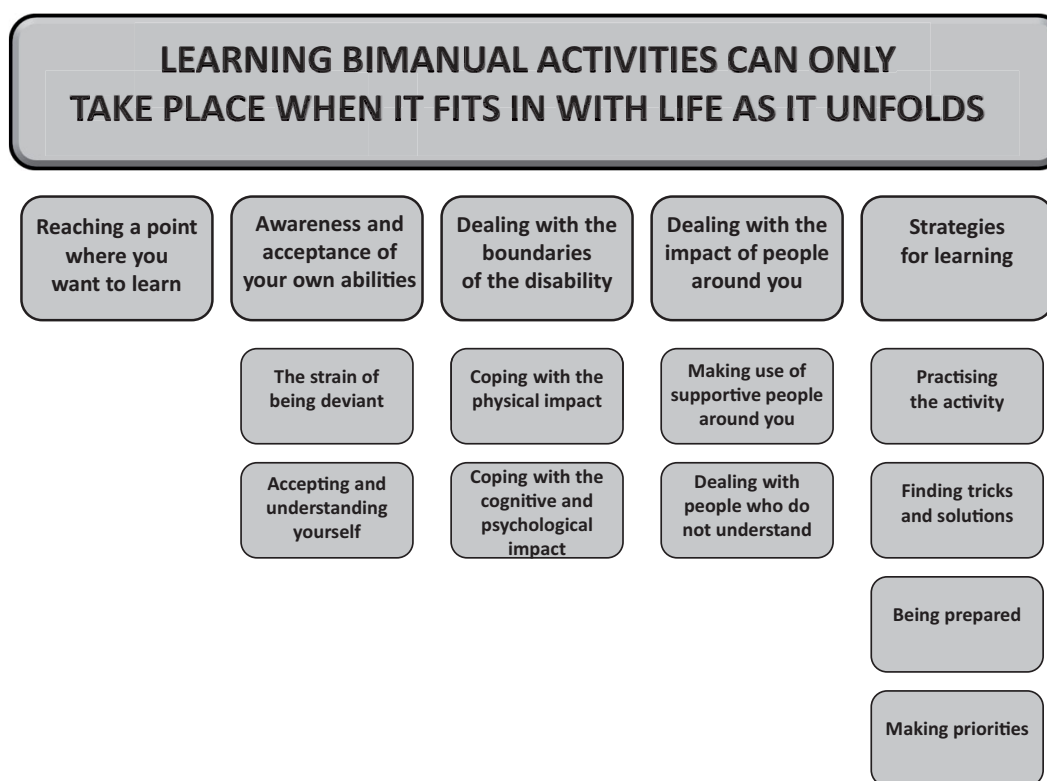 LEARNING BIMANUAL ACTIVITIES CAN ONLY
TAKE PLACE WHEN IT FITS IN WITH LIFE AS IT UNFOLDS
Reaching a point
where you
want to learn
Awareness and
acceptance of
your own abilities
Dealing with the
boundaries
of the disability
Dealing with the
impact of people
around you
Strategies
for learning
The strain of
being deviant
Coping with the
physical impact
Making use of
supportive people
around you
Practising
the activity
Accepting and
understanding
yourself
Coping with the
cognitive and
psychological
impact
Dealing with
people who do
not understand
Finding tricks
and solutions
Being prepared
Making priorities